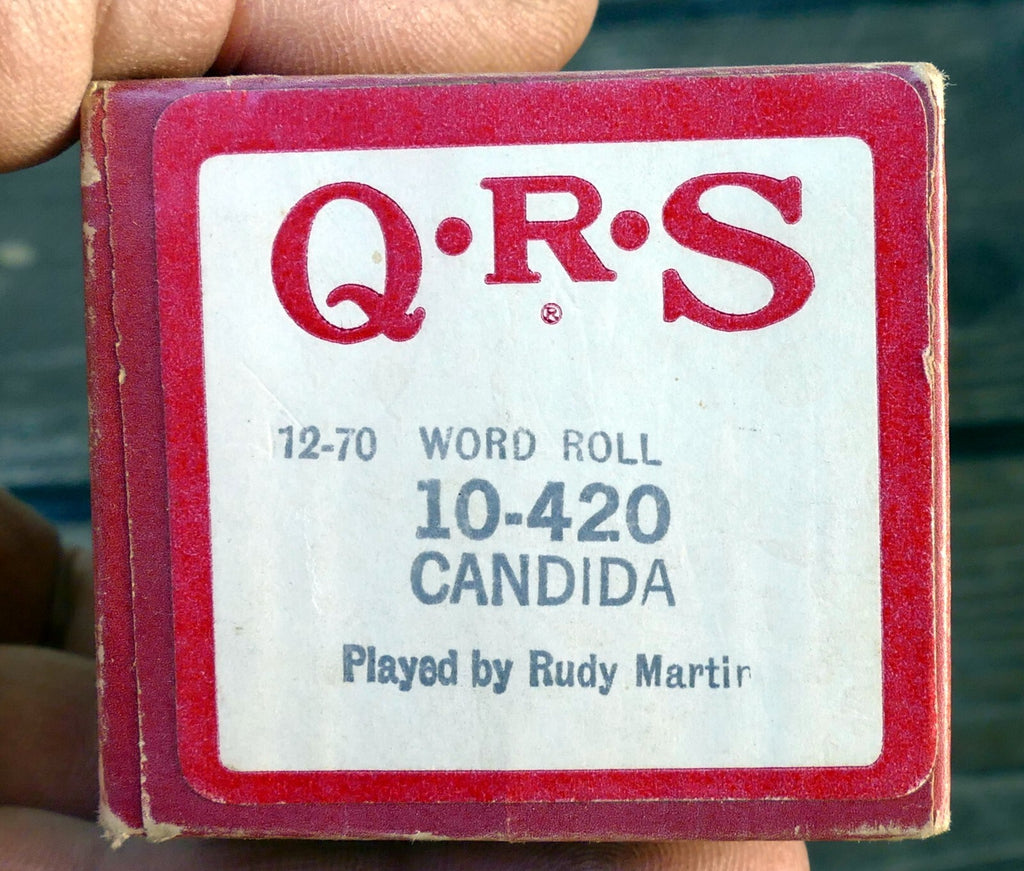 Q•R•S
®
12-70 WORD ROLL
10-420
CANDIDA
Played by Rudy Martin